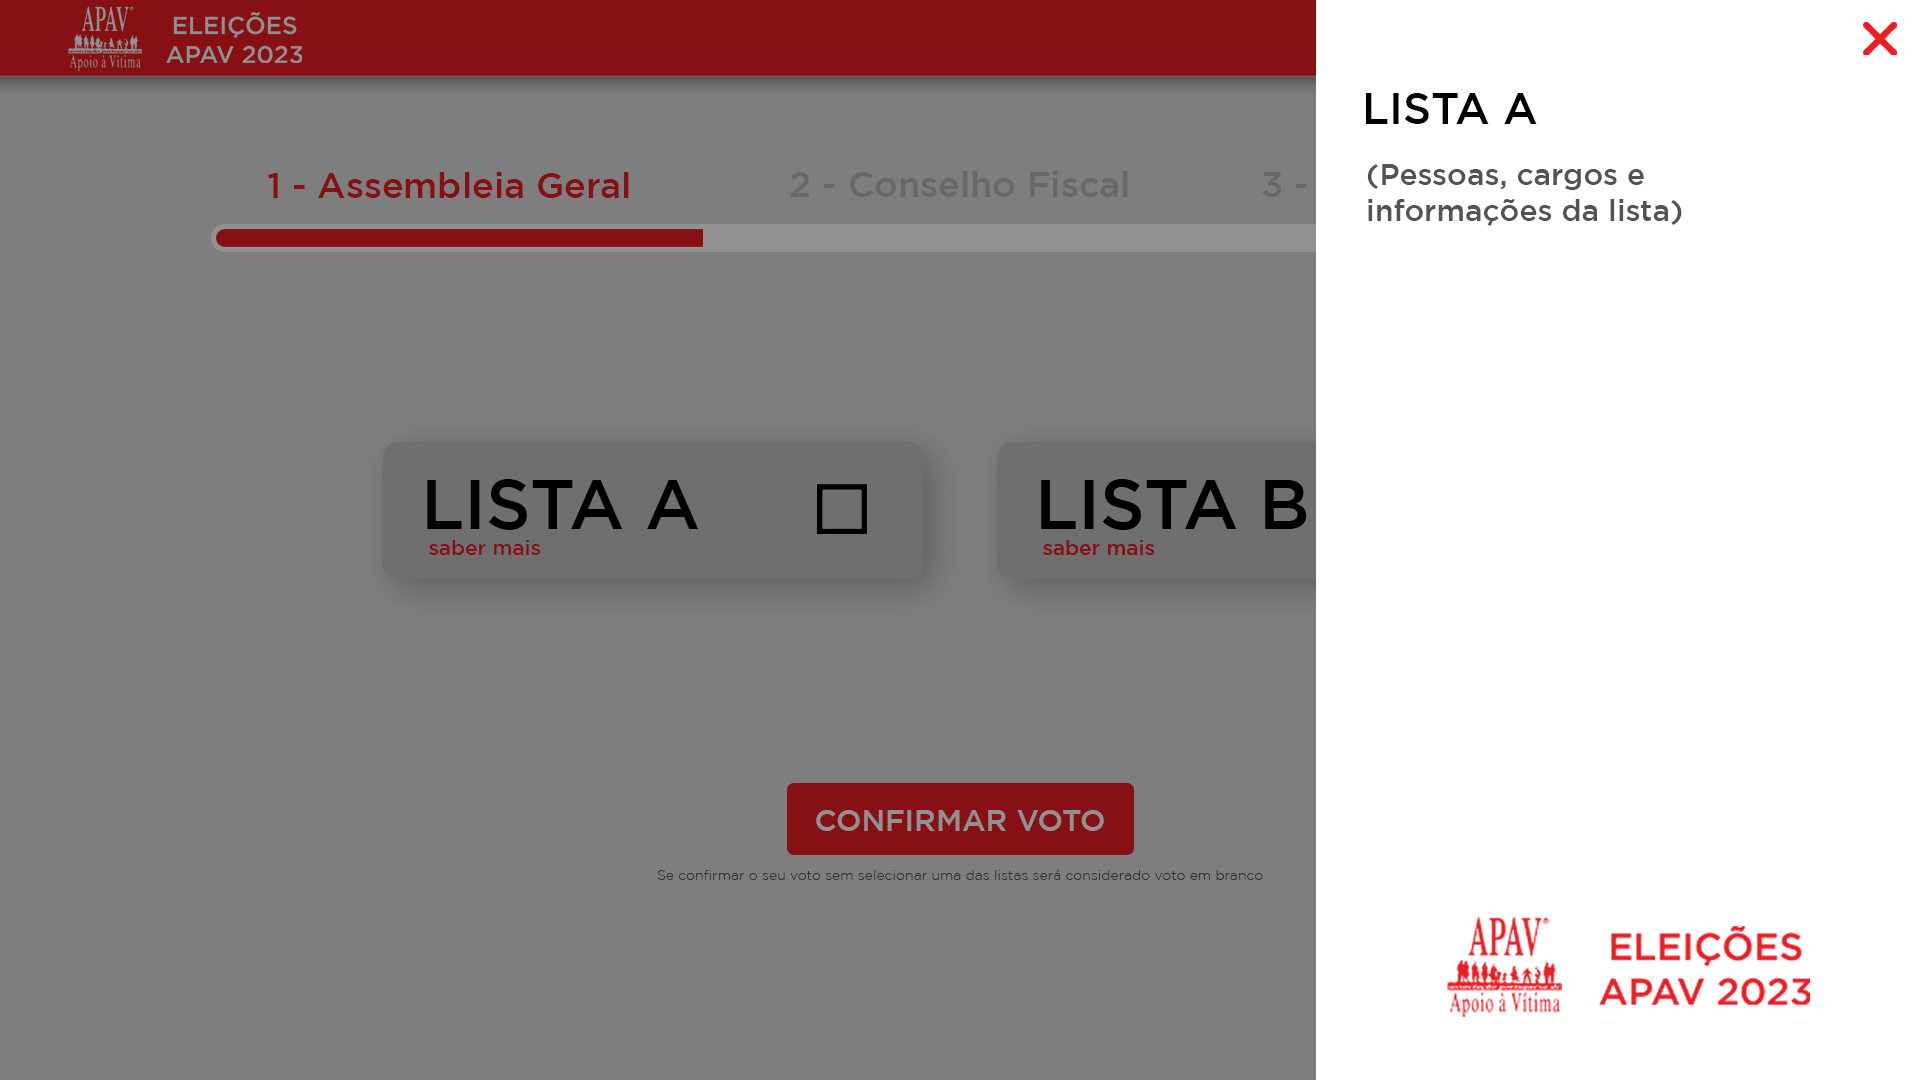 APAV®
Apoio à Vítima
ELEIÇÕES
APAV 2023
1 - Assembleia Geral
2 - Conselho Fiscal
3 -
LISTA A
saber mais
LISTA B
saber mais
CONFIRMAR VOTO
Se confirmar o seu voto sem selecionar uma das listas será considerado voto em branco
LISTA A
(Pessoas, cargos e
informações da lista)
APAV®
Apoio à Vítima
ELEIÇÕES
APAV 2023